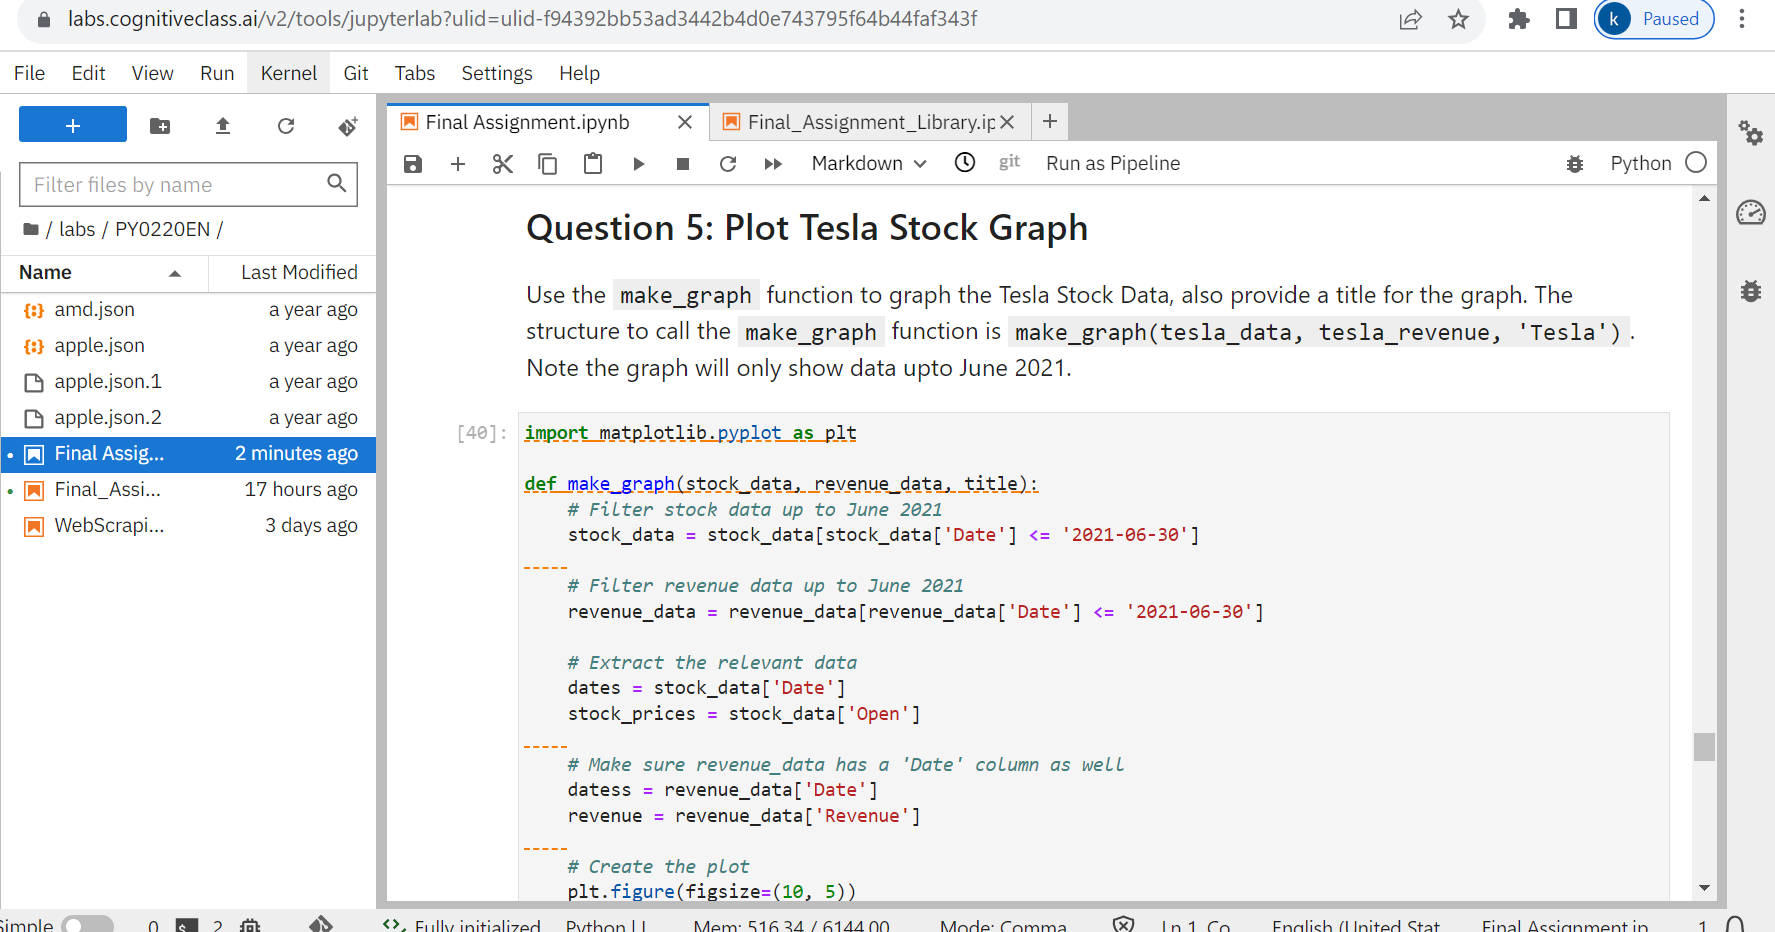 labs.cognitiveclass.ai/v2/tools/jupyterlab?ulid=ulid-f94392bb53ad3442b4d0e743795f64b44faf343f
k Paused
File Edit View Run Kernel Git Tabs Settings Help
Final Assignment.ipynb
Final_Assignment_Library.ip
Markdown
git
Run as Pipeline
Python
Filter files by name
/ labs / PY0220EN /
Name Last Modified
amd.json a year ago
apple.json a year ago
apple.json.1 a year ago
apple.json.2 a year ago
Final Assig... 2 minutes ago
Final_Assi... 17 hours ago
WebScrapi... 3 days ago
Question 5: Plot Tesla Stock Graph
Use the make_graph function to graph the Tesla Stock Data, also provide a title for the graph. The
structure to call the make_graph function is make_graph(tesla_data, tesla_revenue, 'Tesla') .
Note the graph will only show data upto June 2021.
[40]:
import matplotlib.pyplot as plt
def make_graph(stock_data, revenue_data, title):
# Filter stock data up to June 2021
stock_data = stock_data[stock_data['Date'] <= '2021-06-30']
# Filter revenue data up to June 2021
revenue_data = revenue_data[revenue_data['Date'] <= '2021-06-30']
# Extract the relevant data
dates = stock_data['Date']
stock_prices = stock_data['Open']
# Make sure revenue_data has a 'Date' column as well
datess = revenue_data['Date']
revenue = revenue_data['Revenue']
# Create the plot
plt.figure(figsize=(10, 5))
Simple 0 2 Fully initialized Python | I Mem: 516.34 / 6144.00 Mode: Comma Ln 1, Co English (United Stat Final Assignment.ip 1